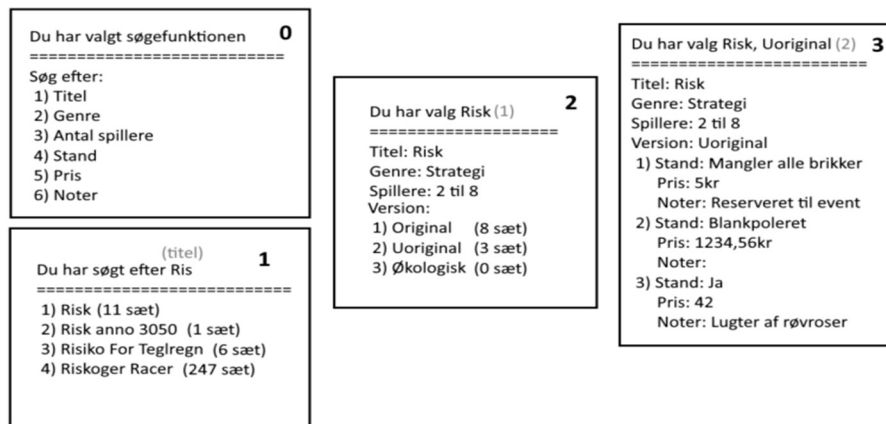 Du har valgt søgefunktionen 0
===========================
Søg efter:
1) Titel
2) Genre
3) Antal spillere
4) Stand
5) Pris
6) Noter
(titel)
Du har søgt efter Ris 1
===========================
1) Risk (11 sæt)
2) Risk anno 3050 (1 sæt)
3) Risiko For Teglregn (6 sæt)
4) Riskoger Racer (247 sæt)
Du har valg Risk (1) 2
====================
Titel: Risk
Genre: Strategi
Spillere: 2 til 8
Version:
1) Original (8 sæt)
2) Uoriginal (3 sæt)
3) Økologisk (0 sæt)
Du har valg Risk, Uoriginal (2) 3
=========================
Titel: Risk
Genre: Strategi
Spillere: 2 til 8
Version: Uoriginal
1) Stand: Mangler alle brikker
Pris: 5kr
Noter: Reserveret til event
2) Stand: Blankpoleret
Pris: 1234,56kr
Noter:
3) Stand: Ja
Pris: 42
Noter: Lugter af røvroser